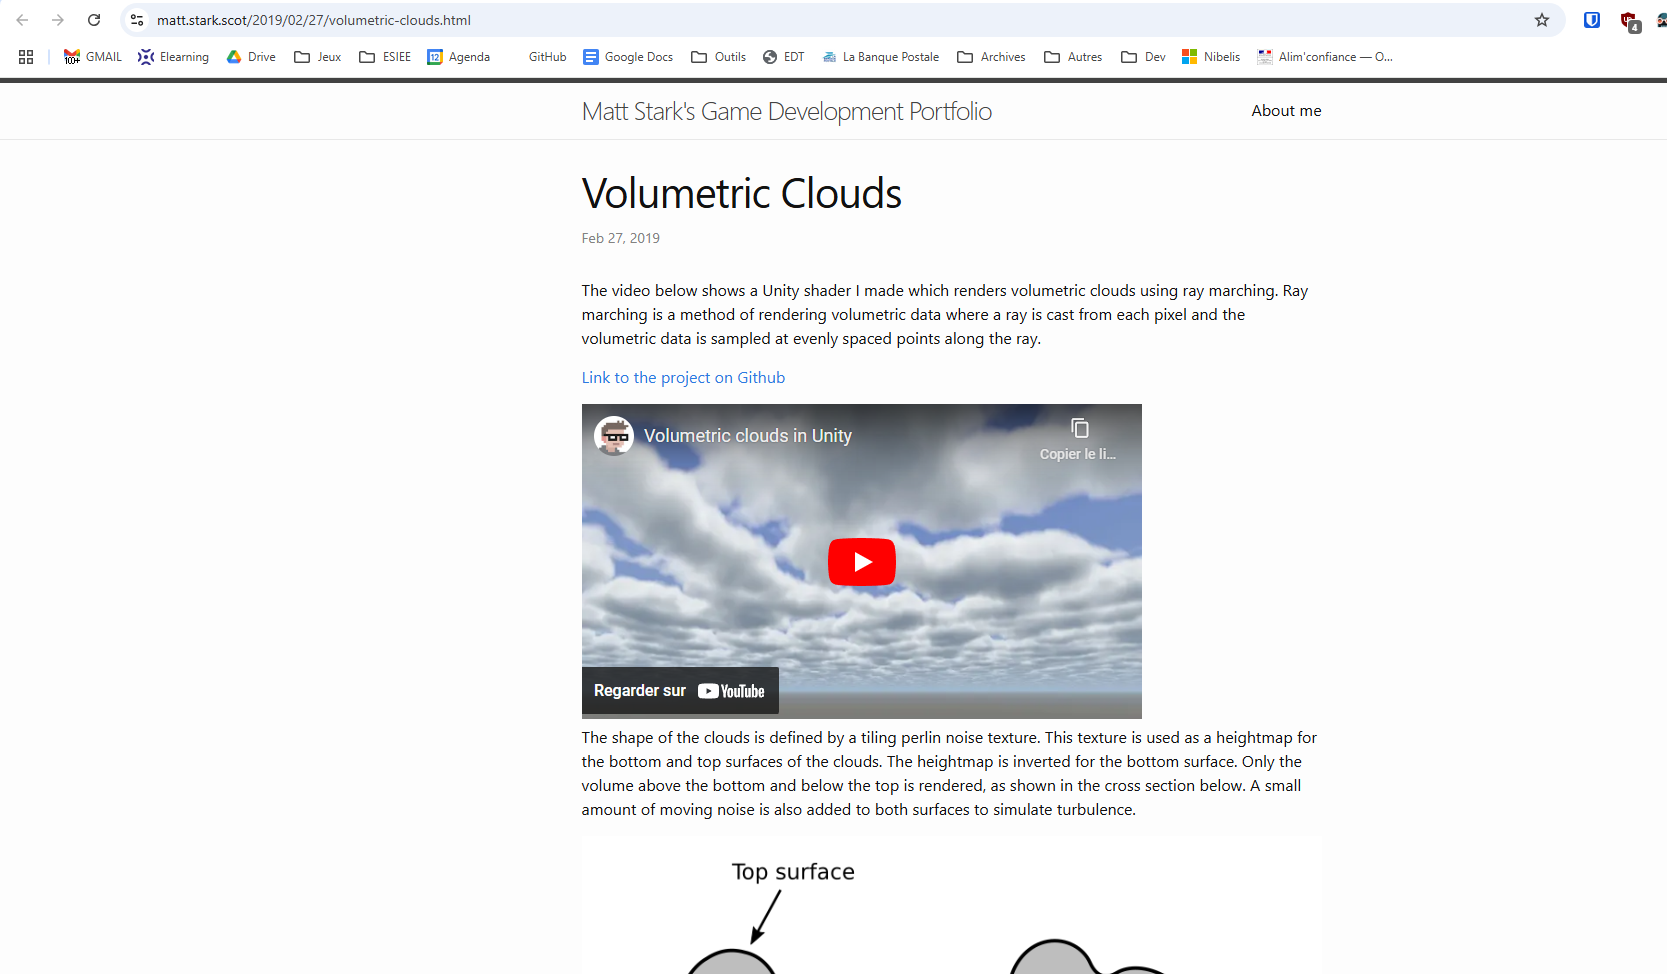 matt.stark.scot/2019/02/27/volumetric-clouds.html
4
100+ GMAIL Elearning Drive Jeux ESIEE 12 Agenda GitHub Google Docs Outils EDT La Banque Postale Archives Autres Dev Nibelis Alim'confiance — O...
Matt Stark's Game Development Portfolio About me
Volumetric Clouds
Feb 27, 2019
The video below shows a Unity shader I made which renders volumetric clouds using ray marching. Ray
marching is a method of rendering volumetric data where a ray is cast from each pixel and the
volumetric data is sampled at evenly spaced points along the ray.
Link to the project on Github
Volumetric clouds in Unity
Copier le li...
Regarder sur YouTube
The shape of the clouds is defined by a tiling perlin noise texture. This texture is used as a heightmap for
the bottom and top surfaces of the clouds. The heightmap is inverted for the bottom surface. Only the
volume above the bottom and below the top is rendered, as shown in the cross section below. A small
amount of moving noise is also added to both surfaces to simulate turbulence.
Top surface